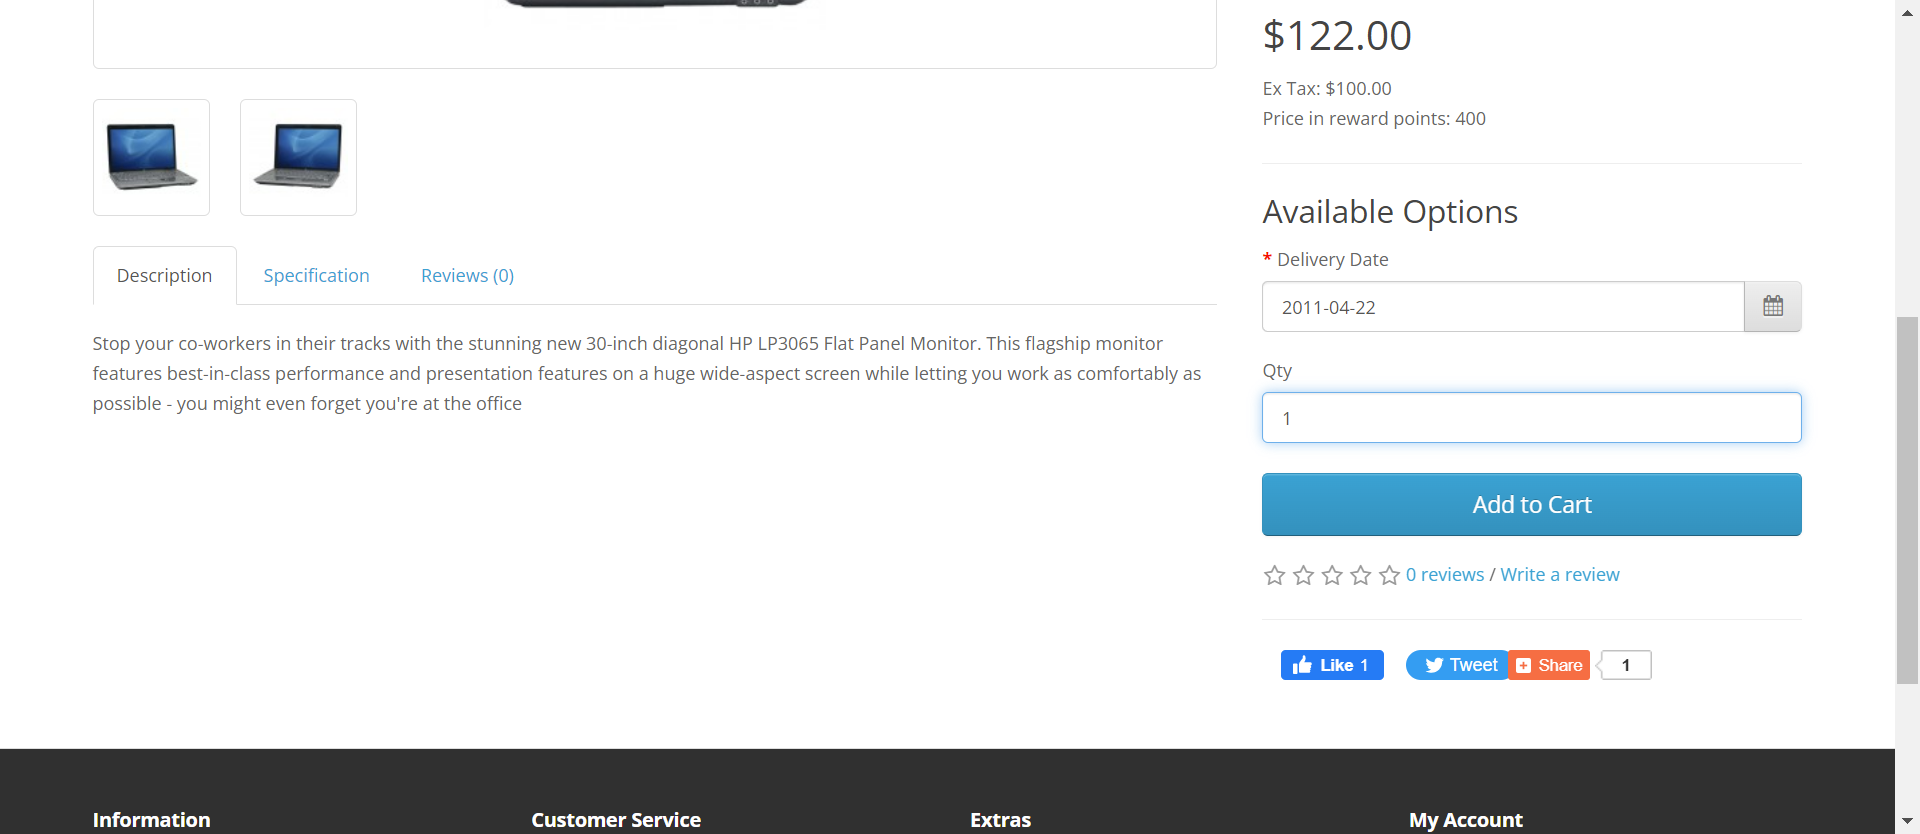 $122.00
Ex Tax: $100.00
Price in reward points: 400
Available Options
* Delivery Date
2011-04-22
Qty
1
Add to Cart
0 reviews / Write a review
Like 1
Tweet
Share
1
Description
Specification
Reviews (0)
Stop your co-workers in their tracks with the stunning new 30-inch diagonal HP LP3065 Flat Panel Monitor. This flagship monitor
features best-in-class performance and presentation features on a huge wide-aspect screen while letting you work as comfortably as
possible - you might even forget you're at the office
Information
Customer Service
Extras
My Account